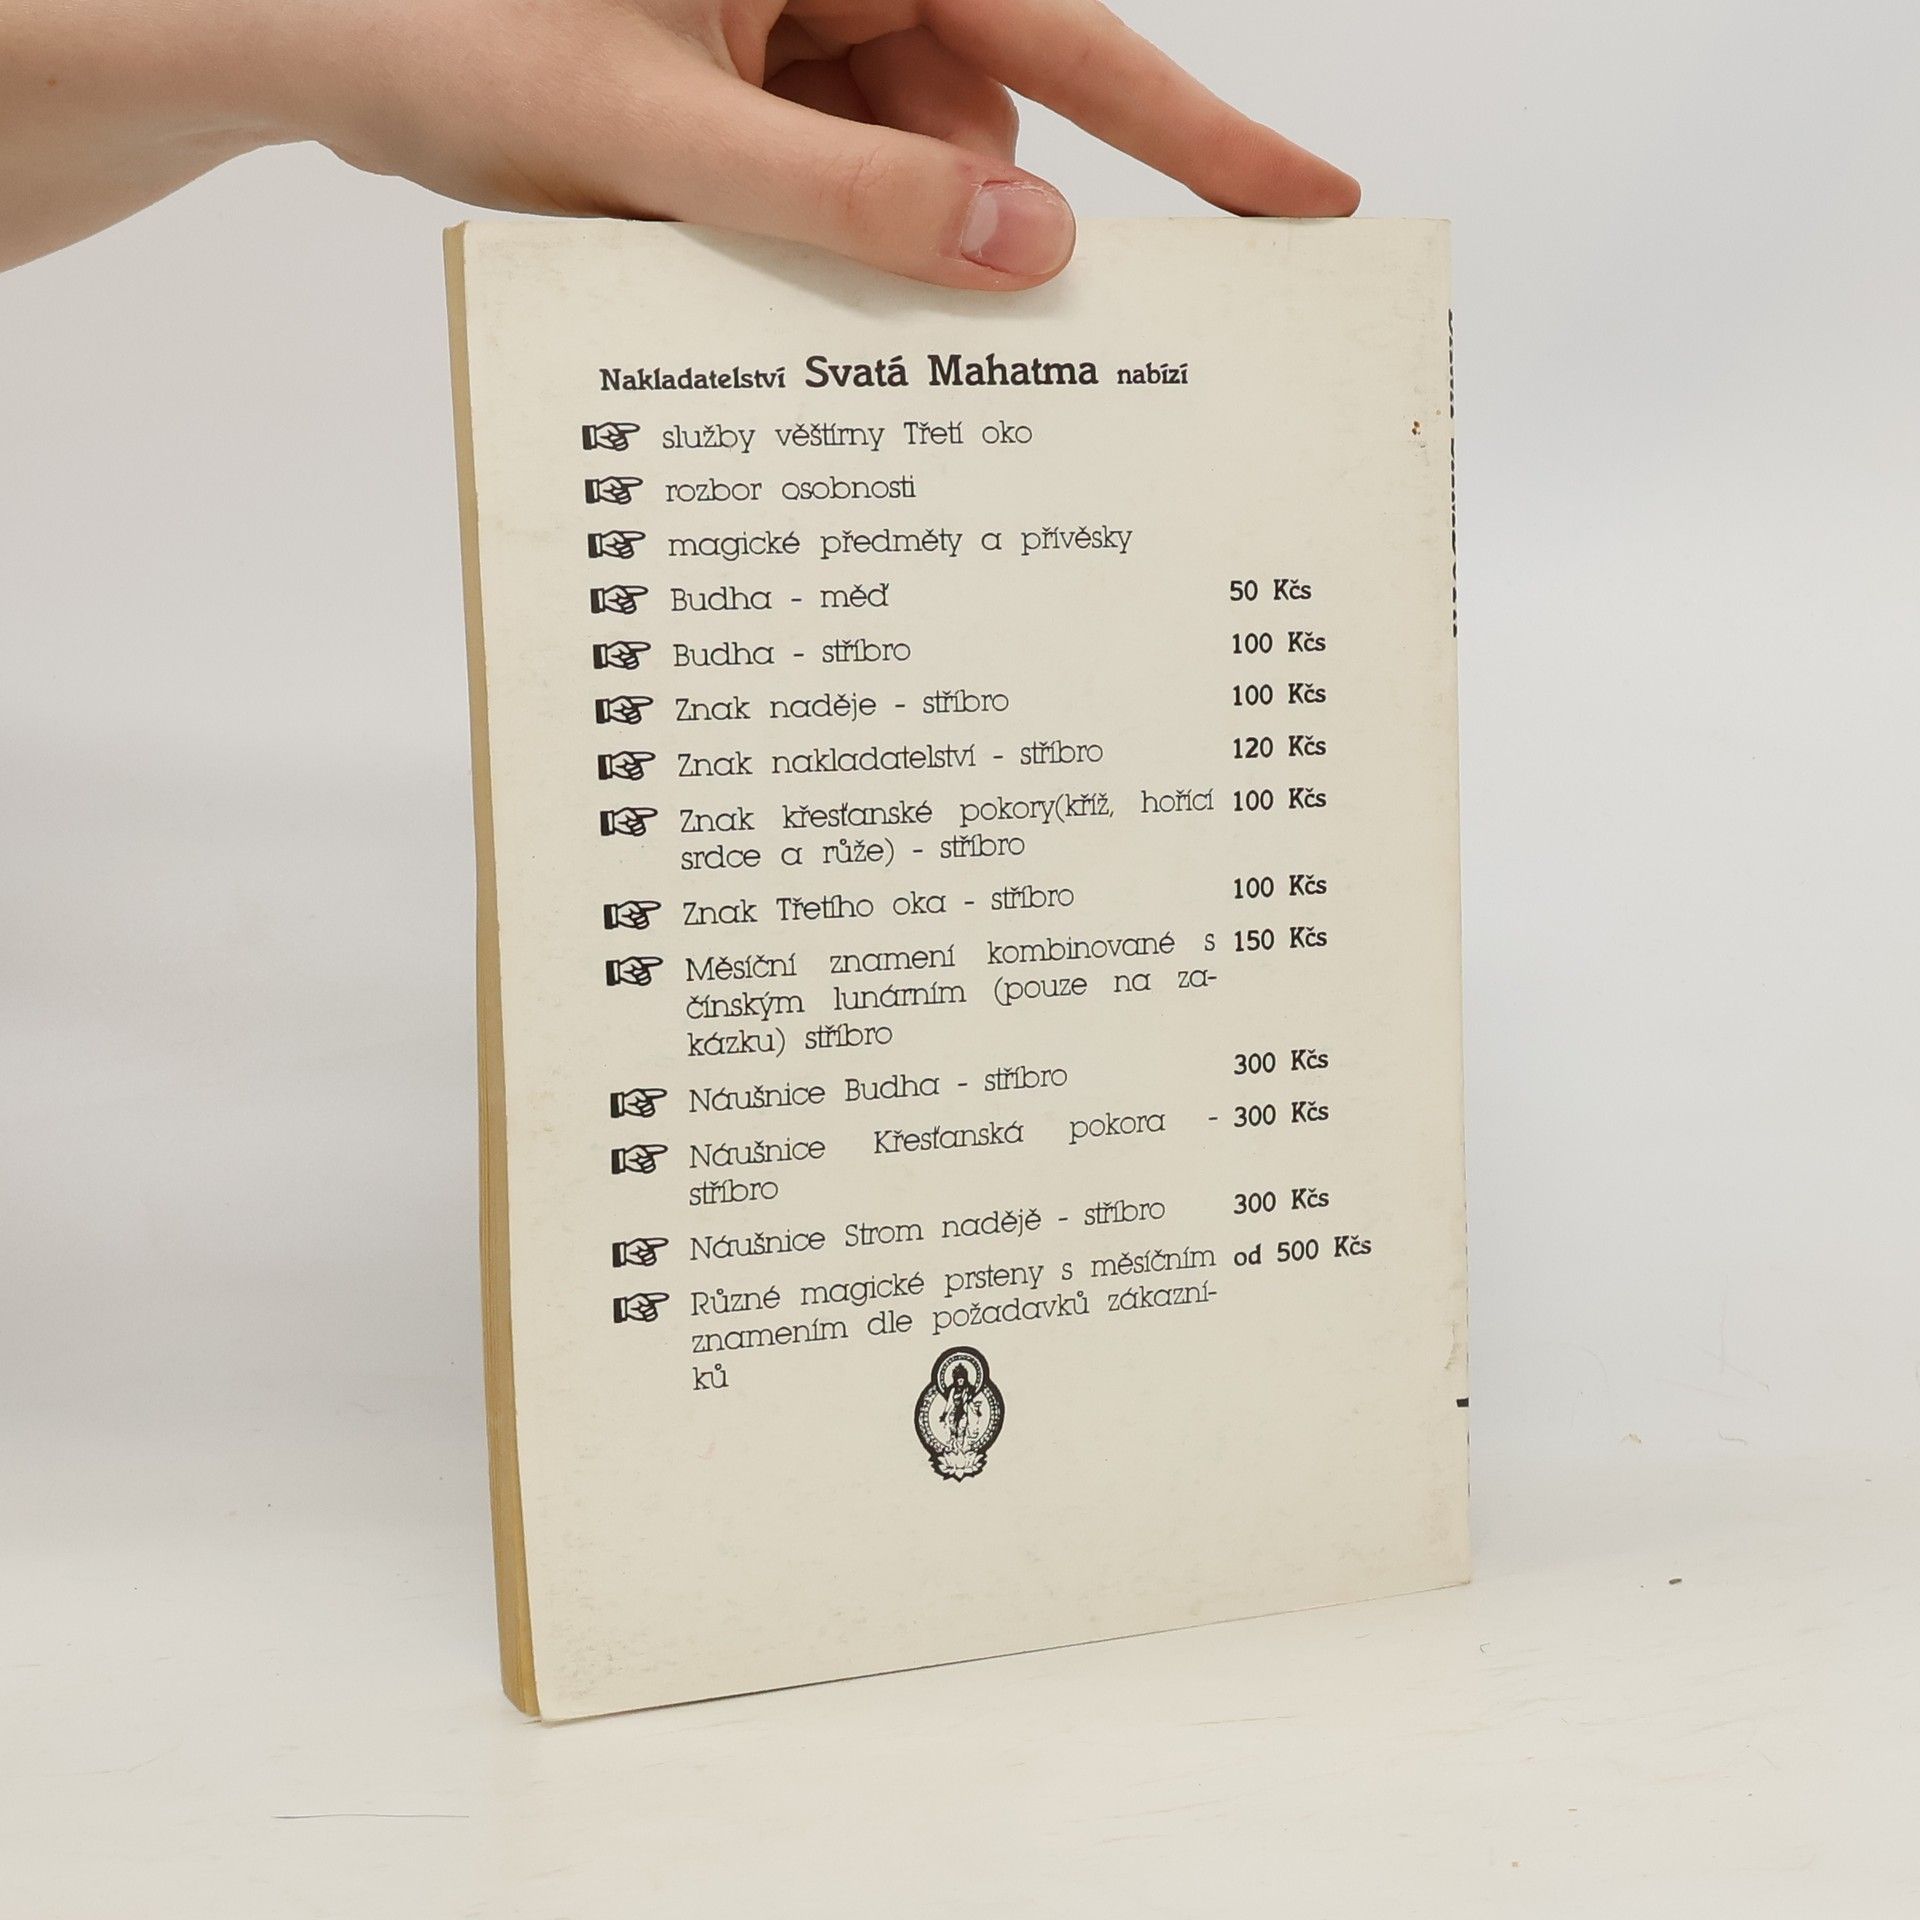 Nakladatelství Svatá Mahatma nabízí
služby věštírny Třetí oko
rozbor osobnosti
magické předměty a přívěsky
Budha - měď 50 Kčs
Budha - stříbro 100 Kčs
Znak naděje - stříbro 100 Kčs
Znak nakladatelství - stříbro 120 Kčs
Znak křesťanské pokory(kříž, hořící 100 Kčs
srdce a růže) - stříbro
Znak Třetího oka - stříbro 100 Kčs
Měsíční znamení kombinované s 150 Kčs
čínským lunárním (pouze na za-
kázku) stříbro
Náušnice Budha - stříbro 300 Kčs
Náušnice Křesťanská pokora - 300 Kčs
stříbro
Náušnice Strom nadějě - stříbro 300 Kčs
Různé magické prsteny s měsíčním od 500 Kčs
znamením dle požadavků zákazní-
ků